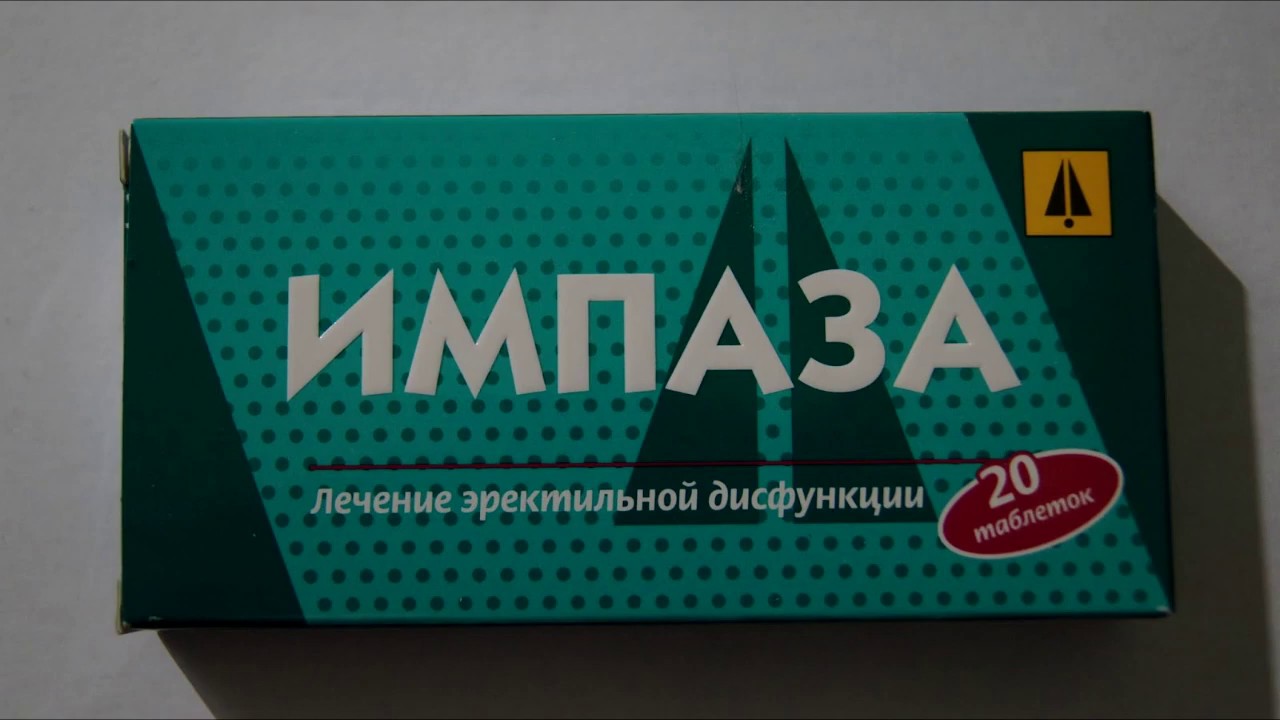 ИМПАЗА
Лечение эректильной дисфункции
20
таблеток